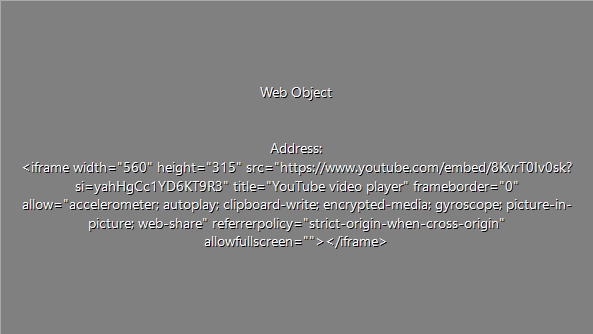 Web Object
Address:
<iframe width="560" height="315" src="https://www.youtube.com/embed/8KvrT0Iv0sk?
si=yahHgCc1YD6KT9R3" title="YouTube video player" frameborder="0"
allow="accelerometer; autoplay; clipboard-write; encrypted-media; gyroscope; picture-in-
picture; web-share" referrerpolicy="strict-origin-when-cross-origin"
allowfullscreen=""></iframe>